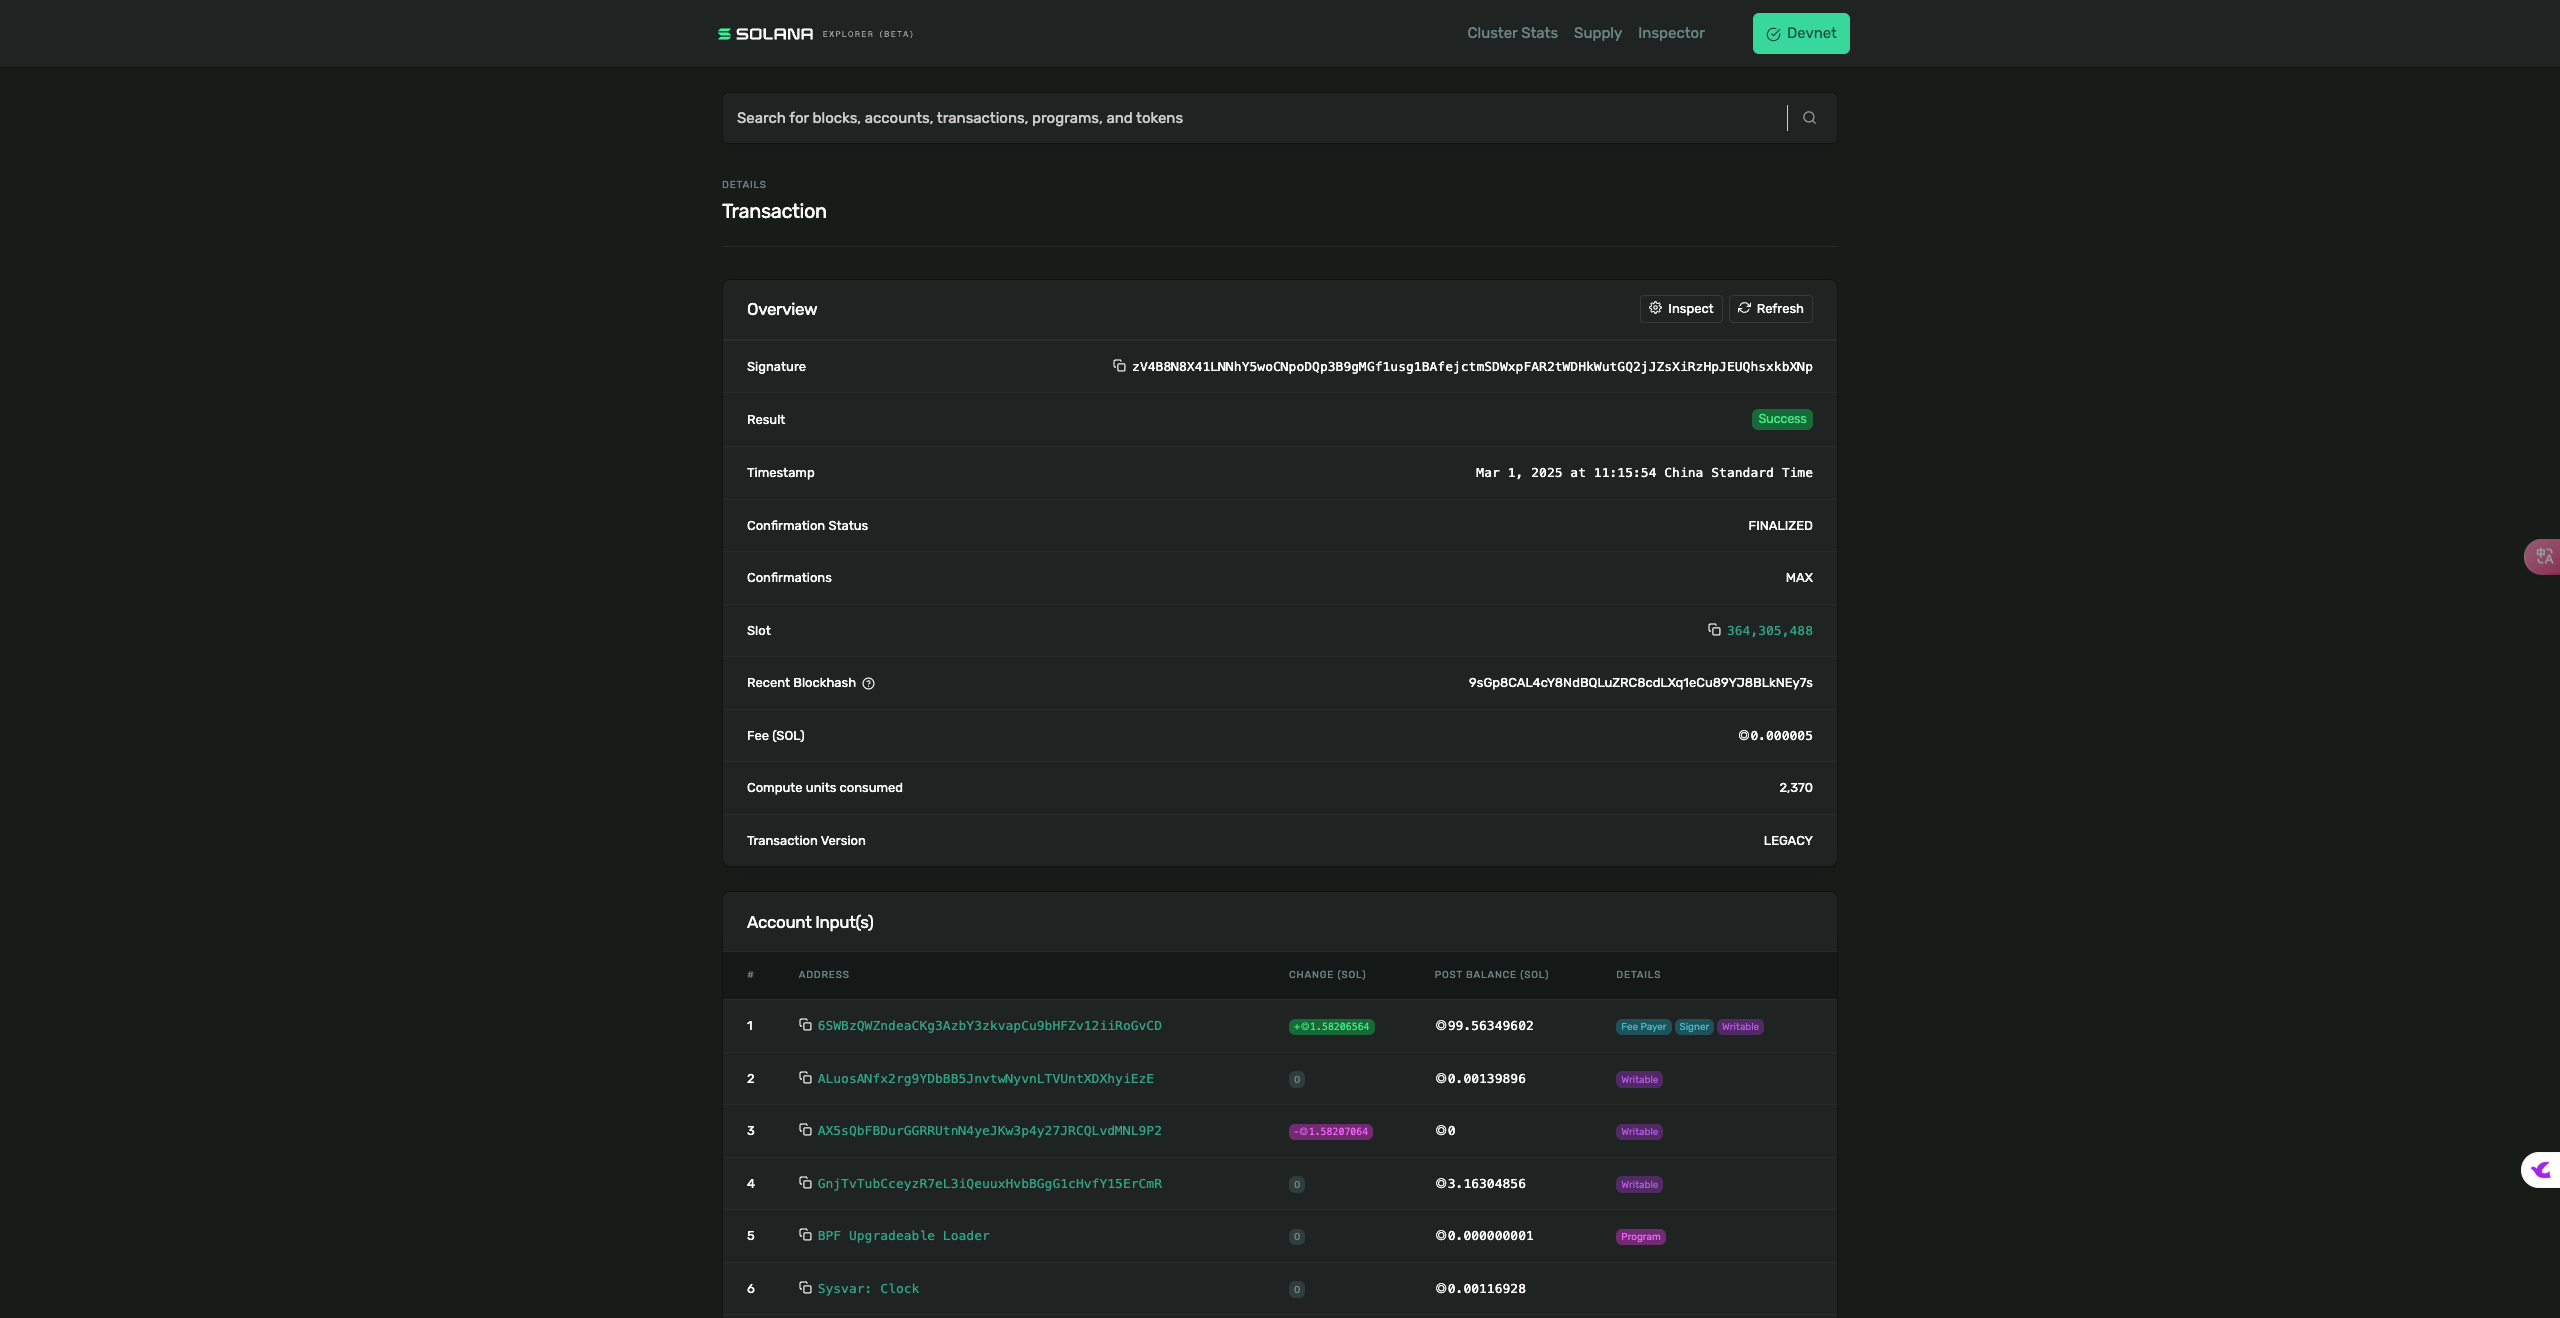 SOLANA EXPLORER (BETA) Cluster Stats Supply Inspector Devnet
Search for blocks, accounts, transactions, programs, and tokens
DETAILS
Transaction
Overview Inspect Refresh
Signature zV4B8N8X41LNNhY5woCNpoDQp3B9gMGf1usg1BAfejctmSDWxpFAR2tWDHkWutGQ2jJZsXiRzHpJEUQhsxkbXNp
Result Success
Timestamp Mar 1, 2025 at 11:15:54 China Standard Time
Confirmation Status FINALIZED
Confirmations MAX
Slot 364,305,488
Recent Blockhash 9sGp8CAL4cY8NdBQLuZRC8cdLXq1eCu89YJ8BLkNEy7s
Fee (SOL) ◎0.000005
Compute units consumed 2,370
Transaction Version LEGACY
Account Input(s)
# ADDRESS CHANGE (SOL) POST BALANCE (SOL) DETAILS
1 6SWBzQWZndeaCKg3AzbY3zkvapCu9bHFZv12iiRoGvCD +◎1.58206564 ◎99.56349602 Fee Payer Signer Writable
2 ALuosANfx2rg9YDbBB5JnvtwNyvnLTVUntXDXhyiEzE 0 ◎0.00139896 Writable
3 AX5sQbFBDurGGRRUtnN4yeJKw3p4y27JRCQLvdMNL9P2 -◎1.58207064 ◎0 Writable
4 GnjTvTubCceyzR7eL3iQeuuxHvbBGgG1cHvfY15ErCmR 0 ◎3.16304856 Writable
5 BPF Upgradeable Loader 0 ◎0.000000001 Program
6 Sysvar: Clock 0 ◎0.00116928